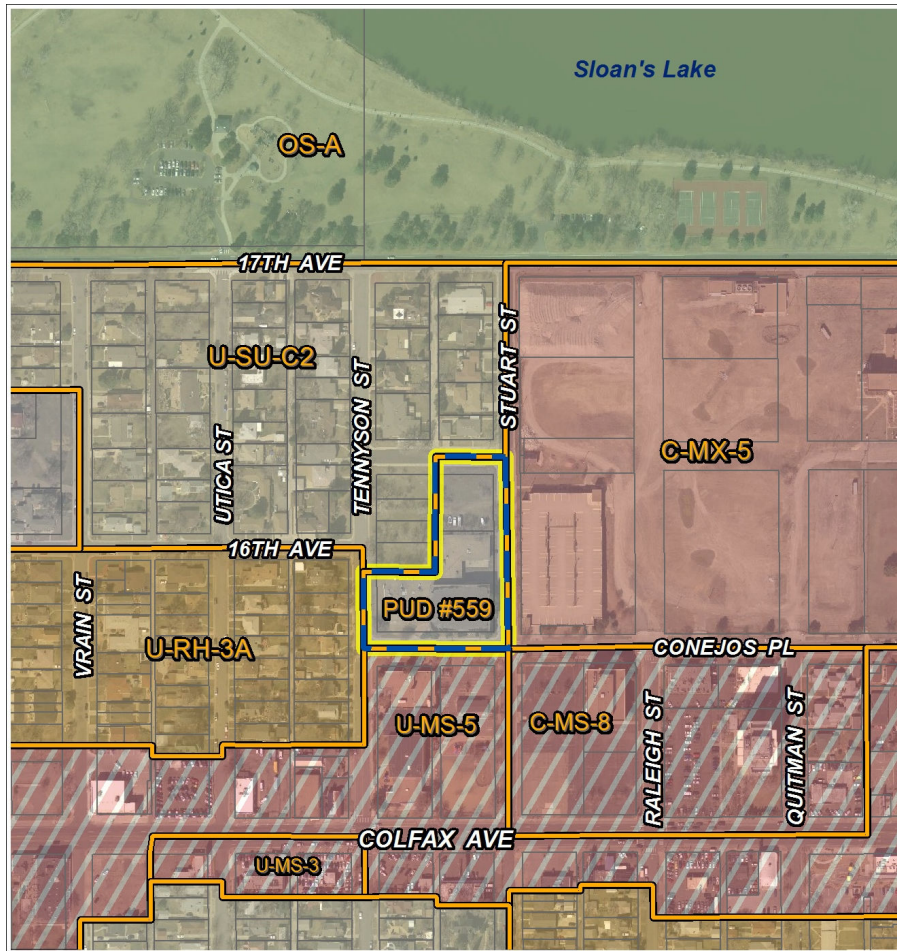 Sloan's Lake
OS-A
17TH AVE
U-SU-C2
STUART ST
TENNYSON ST
C-MX-5
UTICA ST
16TH AVE
PUD #559
VRAIN ST
U-RH-3A
CONEJOS PL
U-MS-5
C-MS-8
RALEIGH ST
QUITMAN ST
COLFAX AVE
U-MS-3